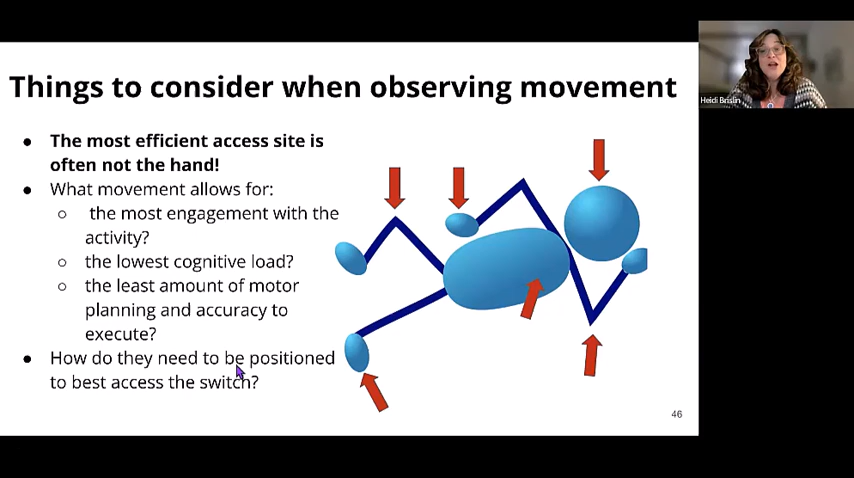 Things to consider when observing movement
Heidi Brislin
● The most efficient access site is
often not the hand!
● What movement allows for:
○ the most engagement with the
activity?
○ the lowest cognitive load?
○ the least amount of motor
planning and accuracy to
execute?
● How do they need to be positioned
to best access the switch?
46